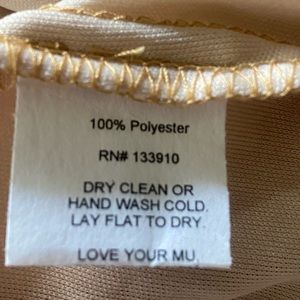 100% Polyester
RN# 133910
DRY CLEAN OR
HAND WASH COLD.
LAY FLAT TO DRY.
LOVE YOUR MU